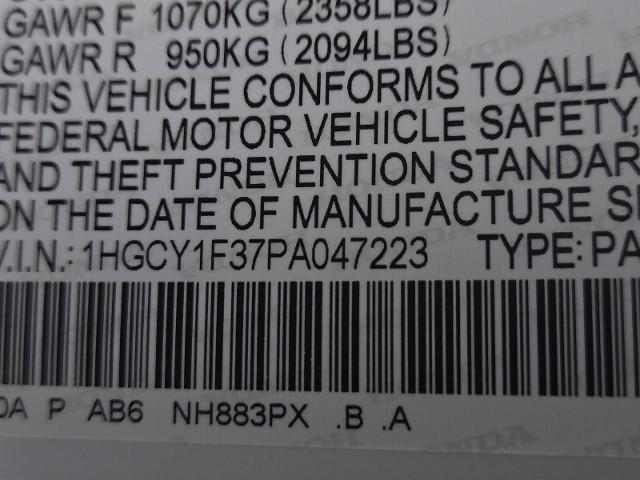 GAWR F 1070KG (2358LBS)
GAWR R 950KG (2094LBS)
THIS VEHICLE CONFORMS TO ALL A
FEDERAL MOTOR VEHICLE SAFETY,
AND THEFT PREVENTION STANDAR
ON THE DATE OF MANUFACTURE S
V.I.N.: 1HGCY1F37PA047223 TYPE: PA
0A P AB6 NH883PX .B .A